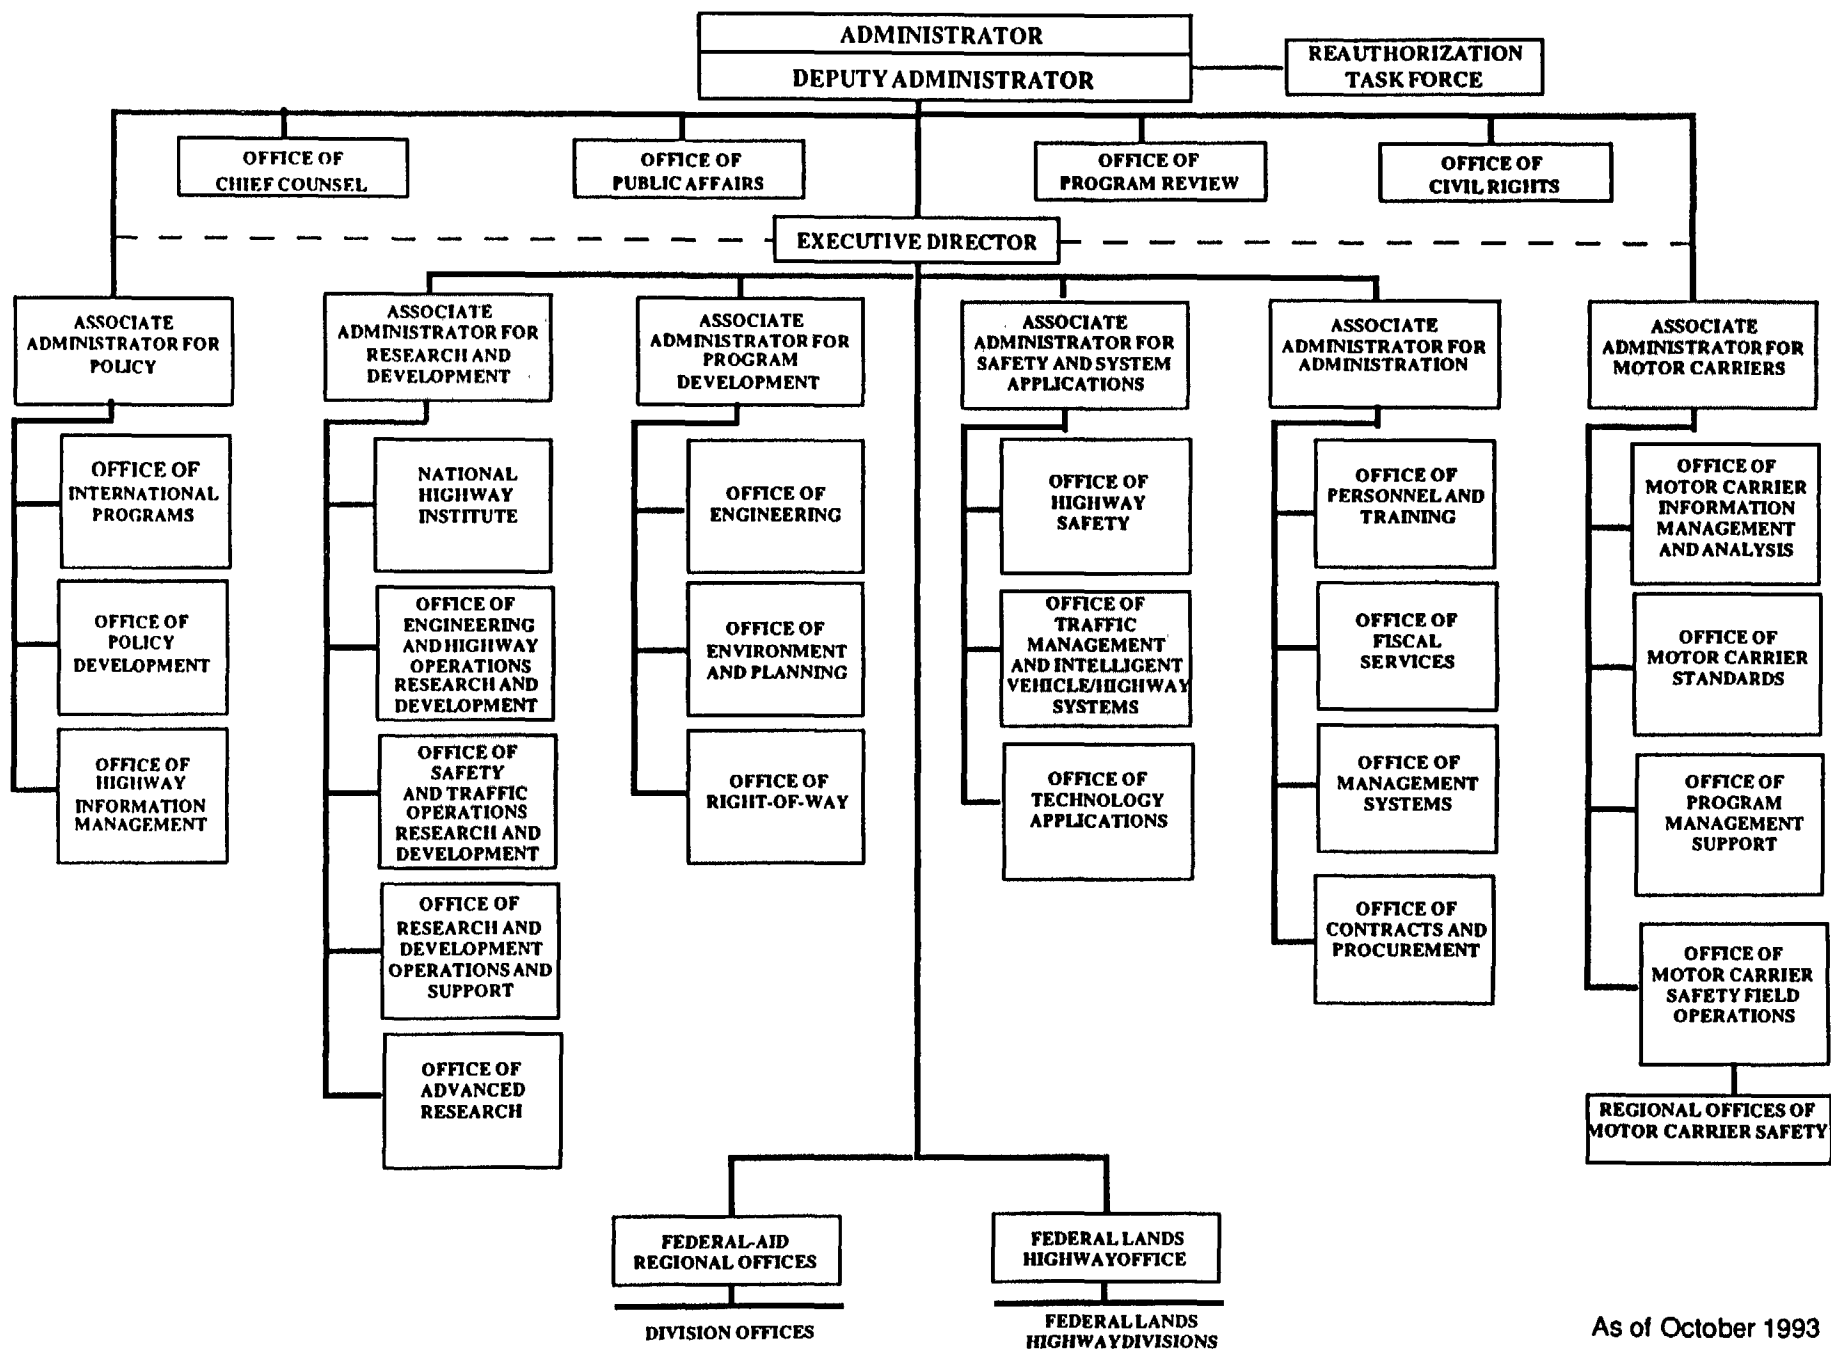 ADMINISTRATOR
DEPUTY ADMINISTRATOR
REAUTHORIZATION
TASK FORCE
OFFICE OF
CHIEF COUNSEL
OFFICE OF
PUBLIC AFFAIRS
OFFICE OF
PROGRAM REVIEW
OFFICE OF
CIVIL RIGHTS
EXECUTIVE DIRECTOR
ASSOCIATE
ADMINISTRATOR FOR
POLICY
OFFICE OF
INTERNATIONAL
PROGRAMS
OFFICE OF
POLICY
DEVELOPMENT
OFFICE OF
HIGHWAY
INFORMATION
MANAGEMENT
ASSOCIATE
ADMINISTRATOR FOR
RESEARCH AND
DEVELOPMENT
NATIONAL
HIGHWAY
INSTITUTE
OFFICE OF
ENGINEERING
AND HIGHWAY
OPERATIONS
RESEARCH AND
DEVELOPMENT
OFFICE OF
SAFETY
AND TRAFFIC
OPERATIONS
RESEARCH AND
DEVELOPMENT
OFFICE OF
RESEARCH AND
DEVELOPMENT
OPERATIONS AND
SUPPORT
OFFICE OF
ADVANCED
RESEARCH
ASSOCIATE
ADMINISTRATOR FOR
PROGRAM
DEVELOPMENT
OFFICE OF
ENGINEERING
OFFICE OF
ENVIRONMENT
AND PLANNING
OFFICE OF
RIGHT-OF-WAY
ASSOCIATE
ADMINISTRATOR FOR
SAFETY AND SYSTEM
APPLICATIONS
OFFICE OF
HIGHWAY
SAFETY
OFFICE OF
TRAFFIC
MANAGEMENT
AND INTELLIGENT
VEHICLE/HIGHWAY
SYSTEMS
OFFICE OF
TECHNOLOGY
APPLICATIONS
ASSOCIATE
ADMINISTRATOR FOR
ADMINISTRATION
OFFICE OF
PERSONNEL AND
TRAINING
OFFICE OF
FISCAL
SERVICES
OFFICE OF
MANAGEMENT
SYSTEMS
OFFICE OF
CONTRACTS AND
PROCUREMENT
ASSOCIATE
ADMINISTRATOR FOR
MOTOR CARRIERS
OFFICE OF
MOTOR CARRIER
INFORMATION
MANAGEMENT
AND ANALYSIS
OFFICE OF
MOTOR CARRIER
STANDARDS
OFFICE OF
PROGRAM
MANAGEMENT
SUPPORT
OFFICE OF
MOTOR CARRIER
SAFETY FIELD
OPERATIONS
REGIONAL OFFICES OF
MOTOR CARRIER SAFETY
FEDERAL-AID
REGIONAL OFFICES
DIVISION OFFICES
FEDERAL LANDS
HIGHWAY OFFICE
FEDERAL LANDS
HIGHWAY DIVISIONS
As of October 1993